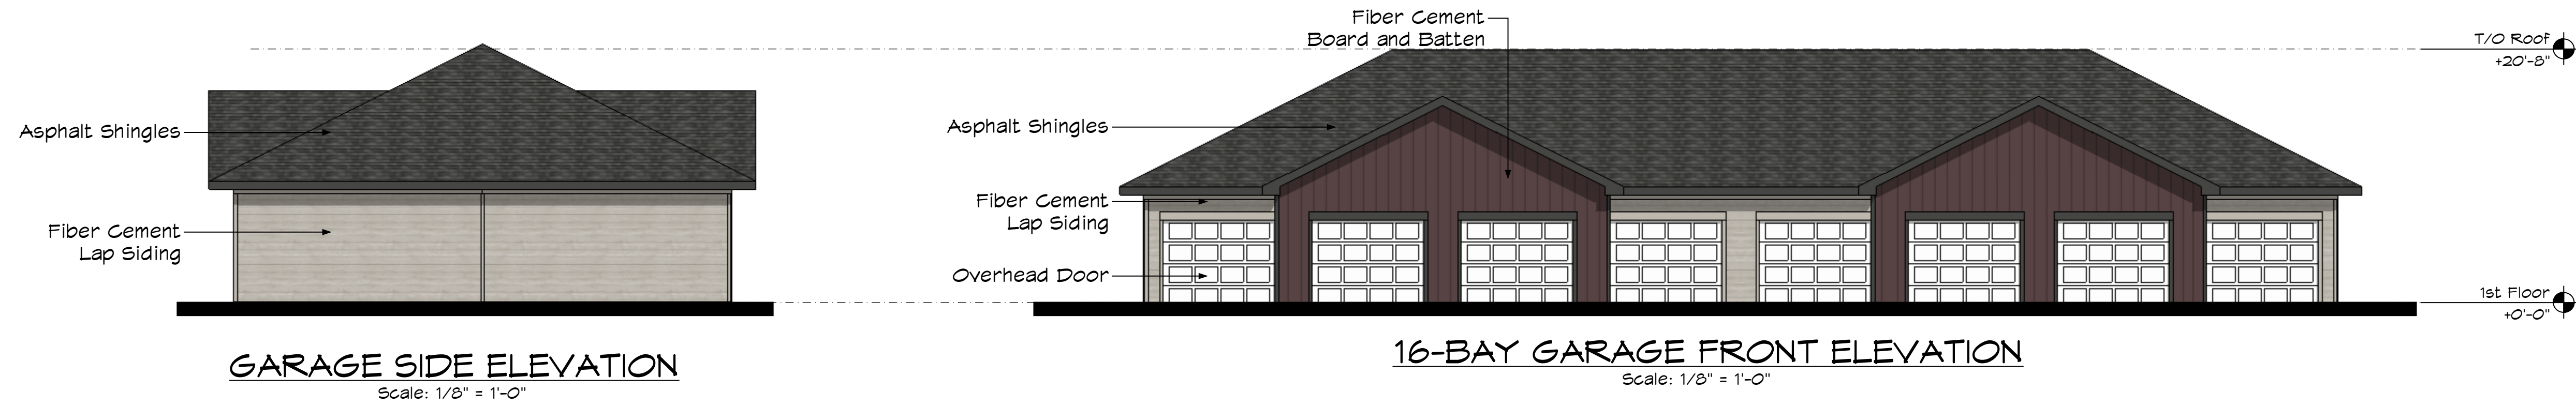 Asphalt Shingles
Fiber Cement
Lap Siding
GARAGE SIDE ELEVATION
Scale: 1/8" = 1'-0"
Fiber Cement
Board and Batten
Asphalt Shingles
Fiber Cement
Lap Siding
Overhead Door
16-BAY GARAGE FRONT ELEVATION
Scale: 1/8" = 1'-0"
T/O Roof
+20'-8"
1st Floor
+0'-0"